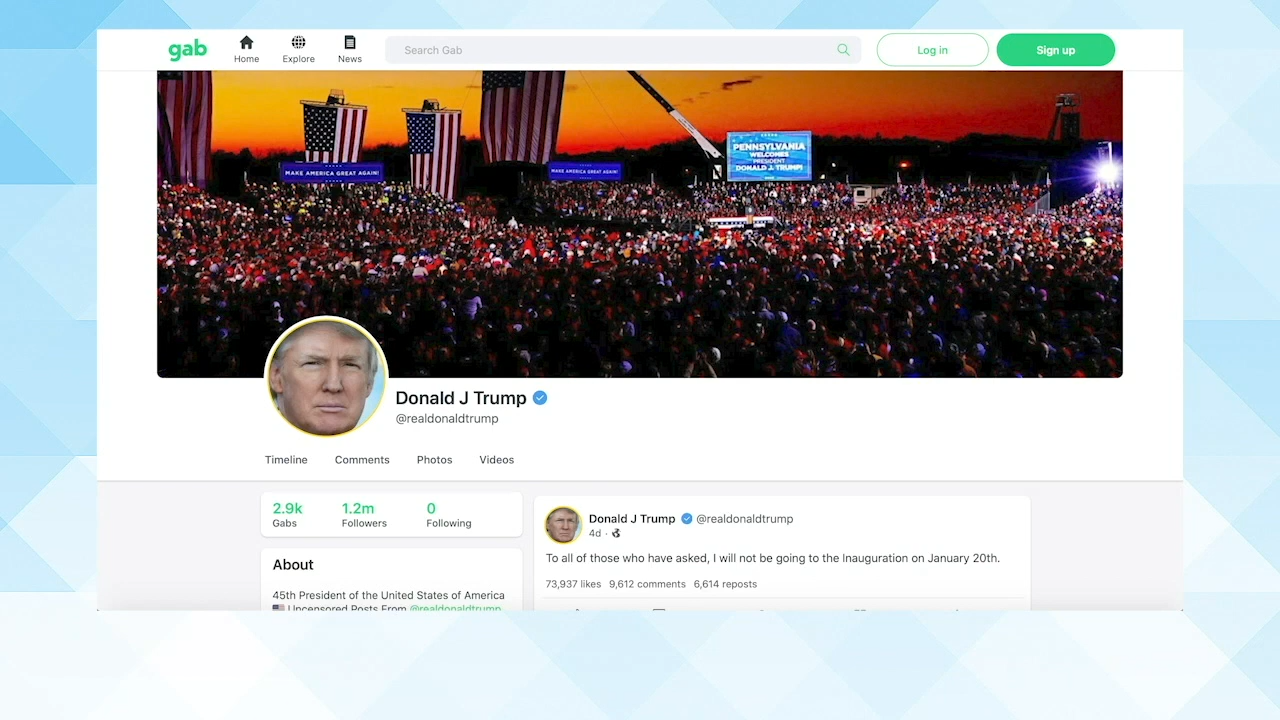 gab
Home
Explore
News
Search Gab
Log in
Sign up
MAKE AMERICA GREAT AGAIN!
MAKE AMERICA GREAT AGAIN!
PENNSYLVANIA
WELCOMES
PRESIDENT
DONALD J. TRUMP!
Donald J Trump
@realdonaldtrump
Timeline Comments Photos Videos
2.9k 1.2m 0
Gabs Followers Following
About
45th President of the United States of America
🇺🇸 Uncensored Posts From @realdonaldtrump
Donald J Trump @realdonaldtrump
4d ·
To all of those who have asked, I will not be going to the Inauguration on January 20th.
73,937 likes 9,612 comments 6,614 reposts